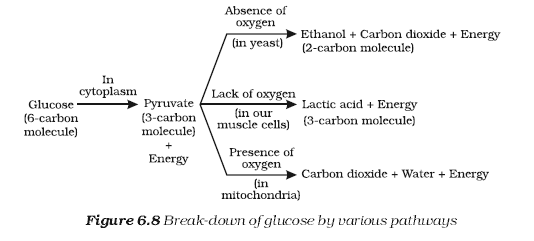 Absence of
oxygen
(in yeast)
Ethanol + Carbon dioxide + Energy
(2-carbon molecule)
In
cytoplasm
Glucose
(6-carbon
molecule)
Pyruvate
(3-carbon
molecule)
+
Energy
Lack of oxygen
(in our
muscle cells)
Lactic acid + Energy
(3-carbon molecule)
Presence of
oxygen
(in
mitochondria)
Carbon dioxide + Water + Energy
Figure 6.8 Break-down of glucose by various pathways